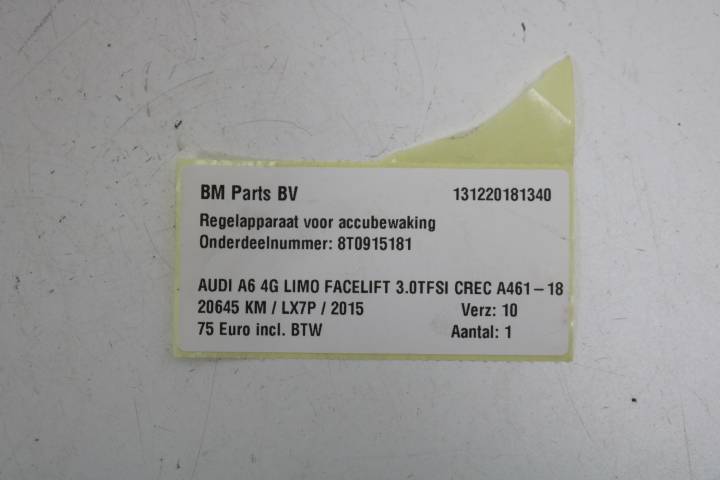 BM Parts BV 131220181340
Regelapparaat voor accubewaking
Onderdeelnummer: 8T0915181
AUDI A6 4G LIMO FACELIFT 3.0TFSI CREC A461-18
20645 KM / LX7P / 2015 Verz: 10
75 Euro incl. BTW Aantal: 1